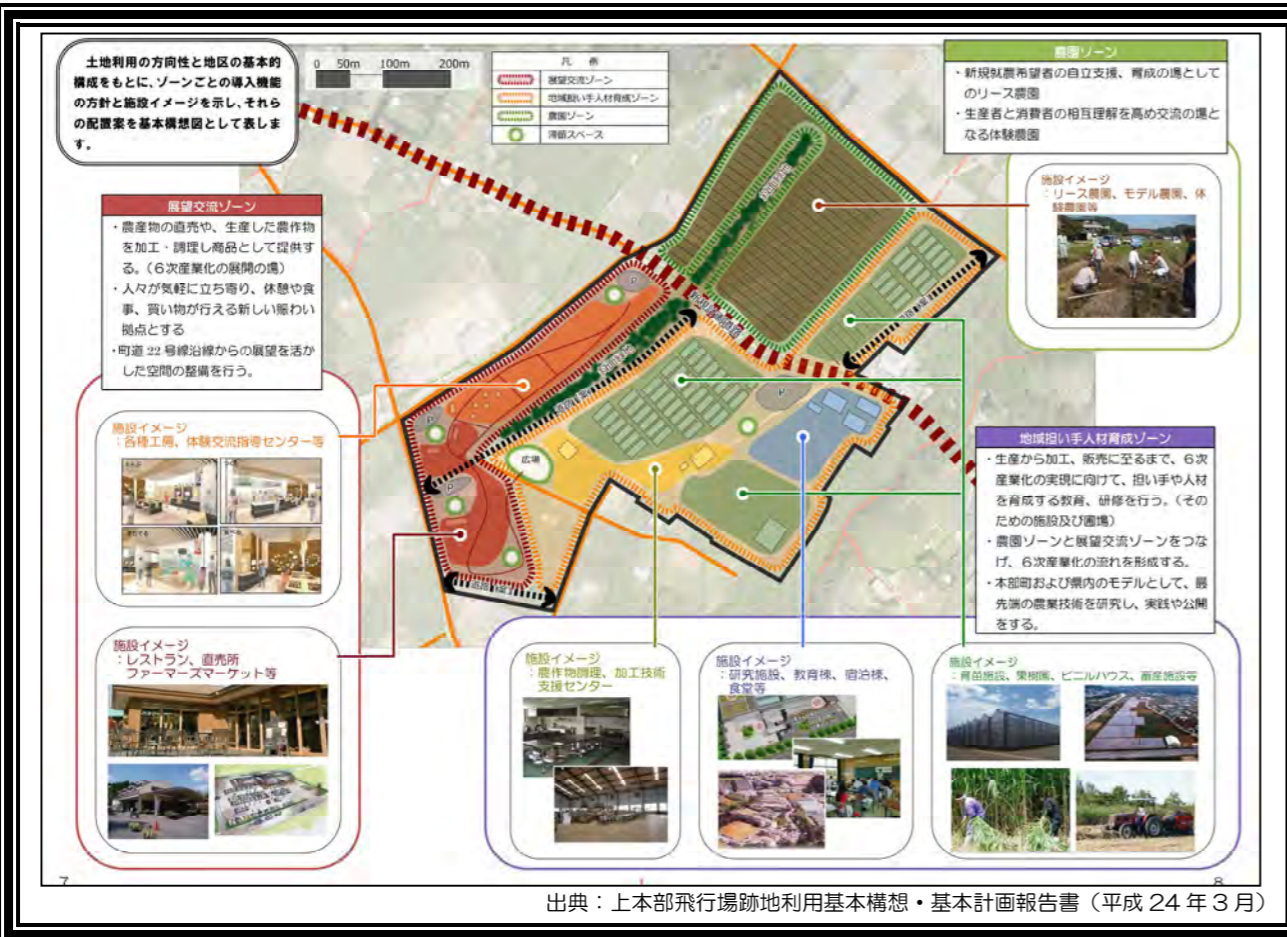 土地利用の方向性と地区の基本的
構成をもとに、ゾーンごとの導入機能
の方針と施設イメージを示し、それら
の配置案を基本構想図として表しま
す。
0 50m 100m 200m
凡 例
展望交流ゾーン
地域担い手人材育成ゾーン
農園ゾーン
滞留スペース
農園ゾーン
・新規就農希望者の自立支援、育成の場として
のリース農園
・生産者と消費者の相互理解を高め交流の場と
なる体験農園
施設イメージ
:リース農園、モデル農園、体
験農園等
展望交流ゾーン
・農産物の直売や、生産した農作物
を加工・調理し商品として提供す
る。(6次産業化の展開の場)
・人々が気軽に立ち寄り、休憩や食
事、買い物が行える新しい賑わい
拠点とする
・町道 22 号線沿線からの展望を活か
した空間の整備を行う。
施設イメージ
:各種工房、体験交流指導センター等
施設イメージ
:レストラン、直売所
ファーマーズマーケット等
P
P
P
P
広場
地域担い手人材育成ゾーン
・生産から加工、販売に至るまで、6次
産業化の実現に向けて、担い手や人材
を育成する教育、研修を行う。(その
ための施設及び圃場)
・農園ゾーンと展望交流ゾーンをつな
げ、6次産業化の流れを形成する。
・本部町および県内のモデルとして、最
先端の農業技術を研究し、実践や公開
をする。
施設イメージ
:農作物調理、加工技術
支援センター
施設イメージ
:研究施設、教育棟、宿泊棟、
食堂等
施設イメージ
:育苗施設、果樹園、ビニルハウス、畜産施設等
7
8
出典:上本部飛行場跡地利用基本構想・基本計画報告書(平成 24 年 3 月)